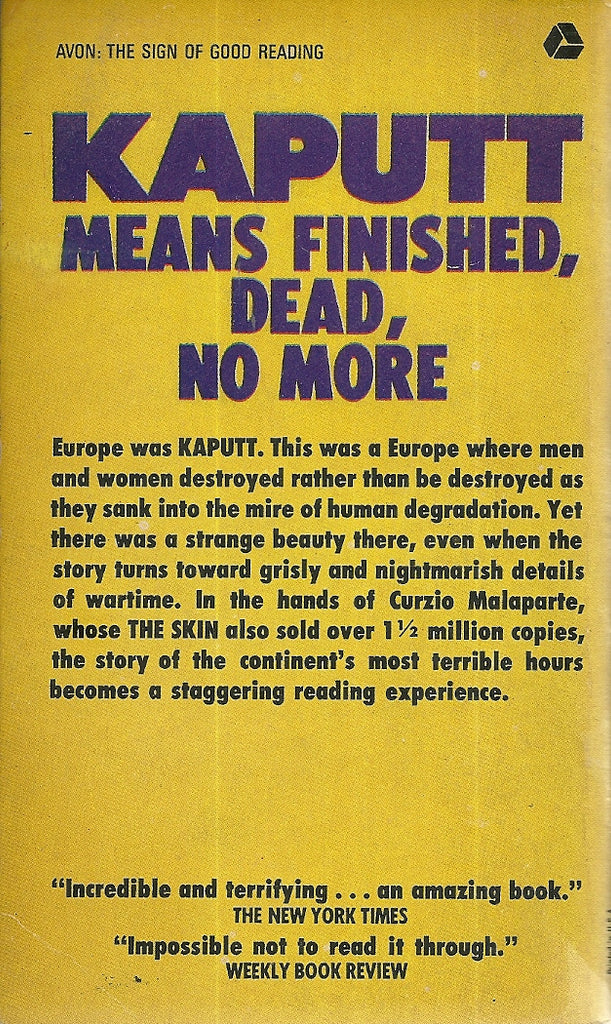 AVON: THE SIGN OF GOOD READING
KAPUTT
MEANS FINISHED,
DEAD,
NO MORE
Europe was KAPUTT. This was a Europe where men
and women destroyed rather than be destroyed as
they sank into the mire of human degradation. Yet
there was a strange beauty there, even when the
story turns toward grisly and nightmarish details
of wartime. In the hands of Curzio Malaparte,
whose THE SKIN also sold over 1½ million copies,
the story of the continent's most terrible hours
becomes a staggering reading experience.
"Incredible and terrifying . . . an amazing book."
THE NEW YORK TIMES
"Impossible not to read it through."
WEEKLY BOOK REVIEW